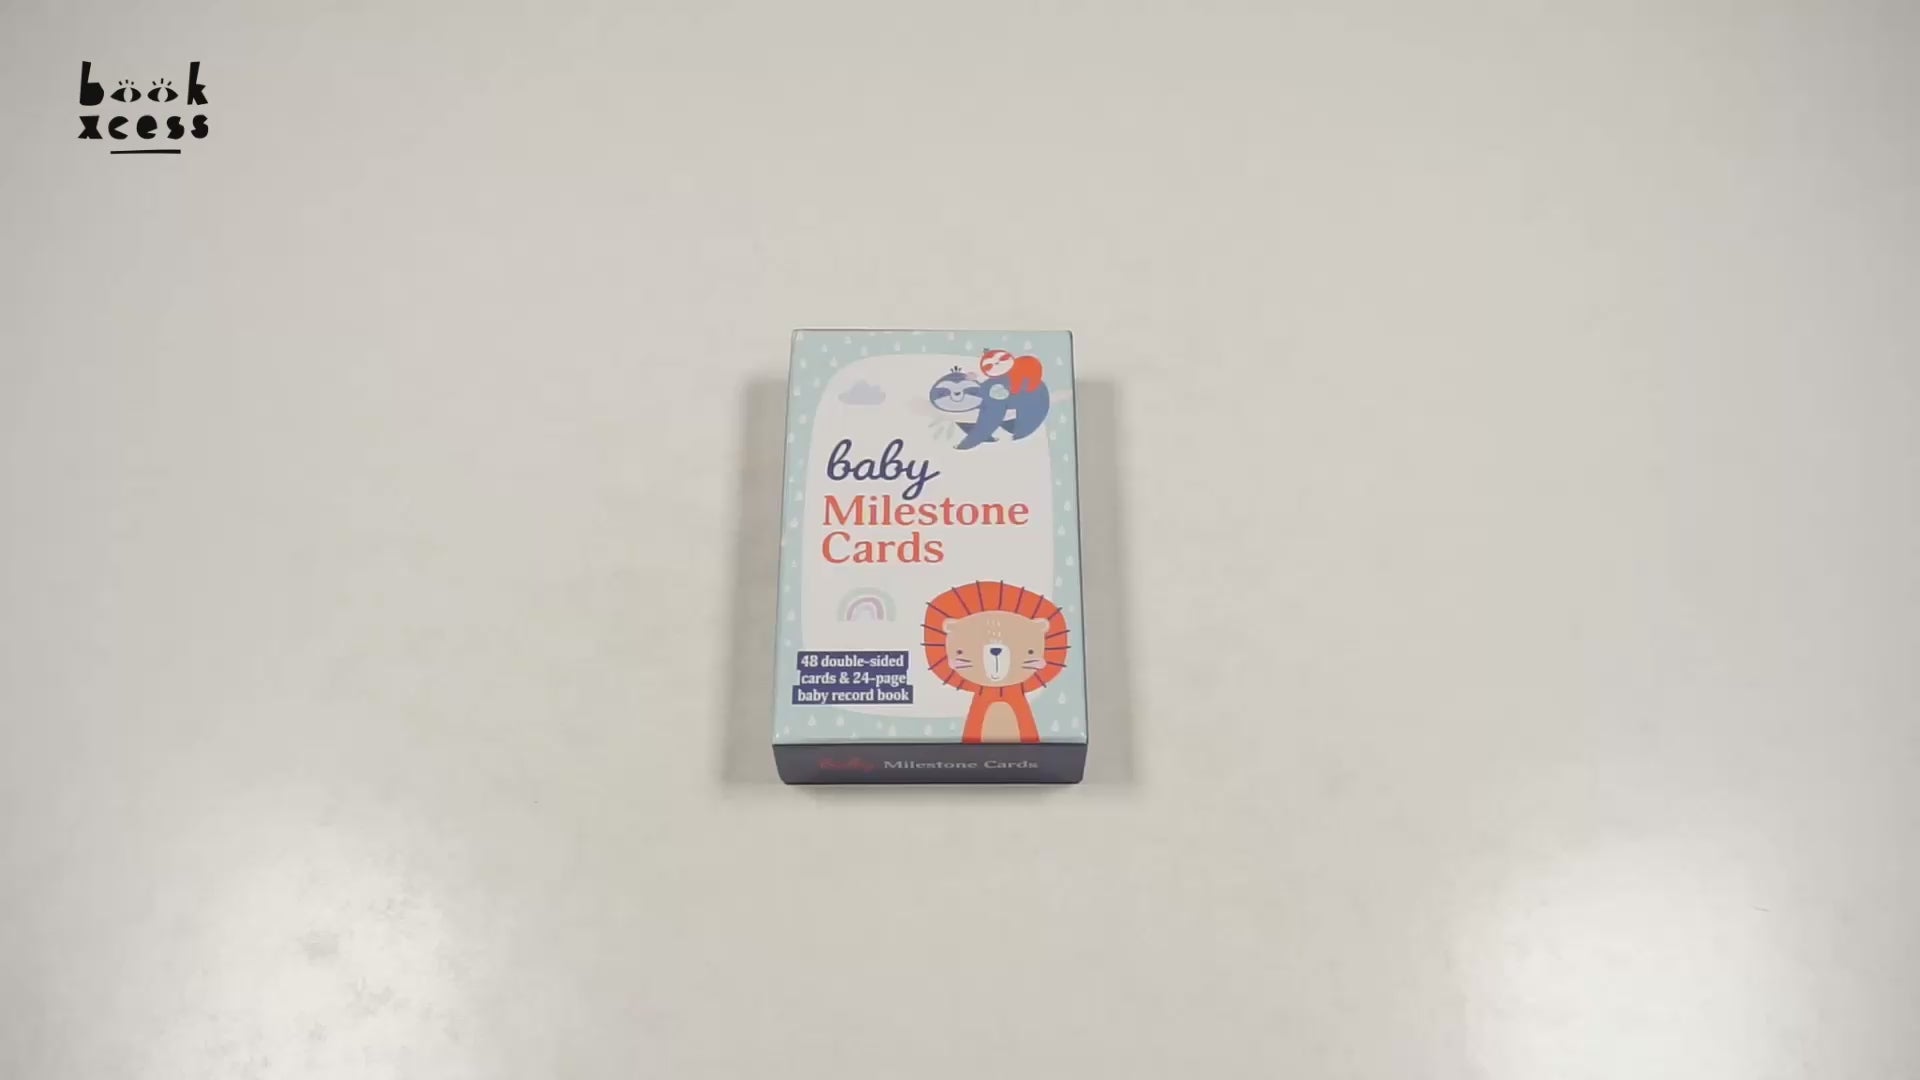 book
xcess
baby
Milestone
Cards
48 double-sided
cards & 24-page
baby record book
baby Milestone Cards